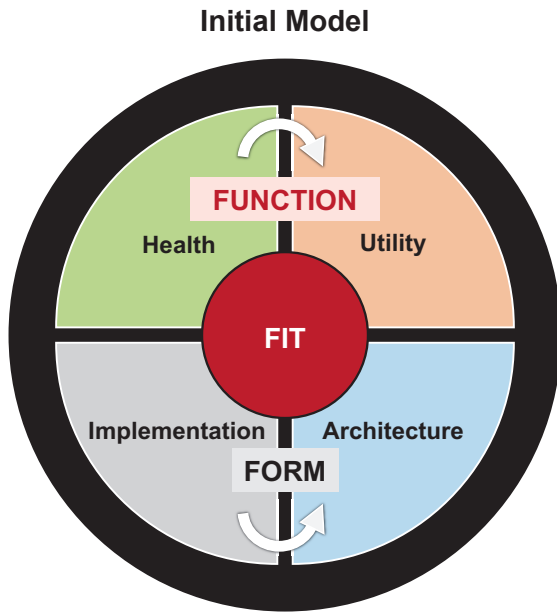 Initial Model
FUNCTION
Health
Utility
FIT
Implementation
Architecture
FORM